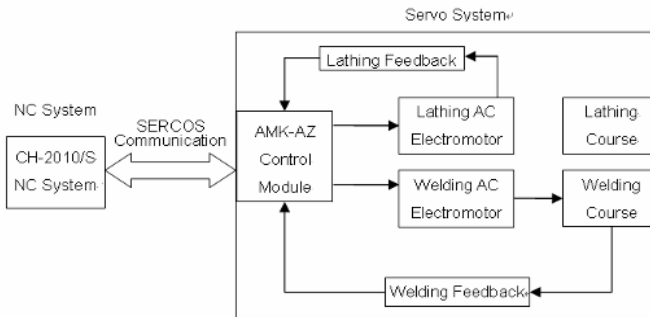 Servo System
Lathing Feedback
NC System
SERCOS
Communication
CH-2010/S
NC System
AMK-AZ
Control
Module
Lathing AC
Electromotor
Lathing
Course
Welding AC
Electromotor
Welding
Course
Welding Feedback